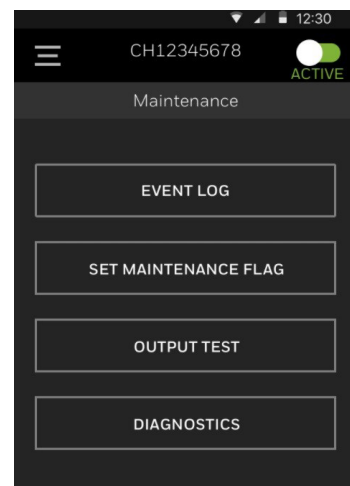 12:30
CH12345678
ACTIVE
Maintenance
EVENT LOG
SET MAINTENANCE FLAG
OUTPUT TEST
DIAGNOSTICS